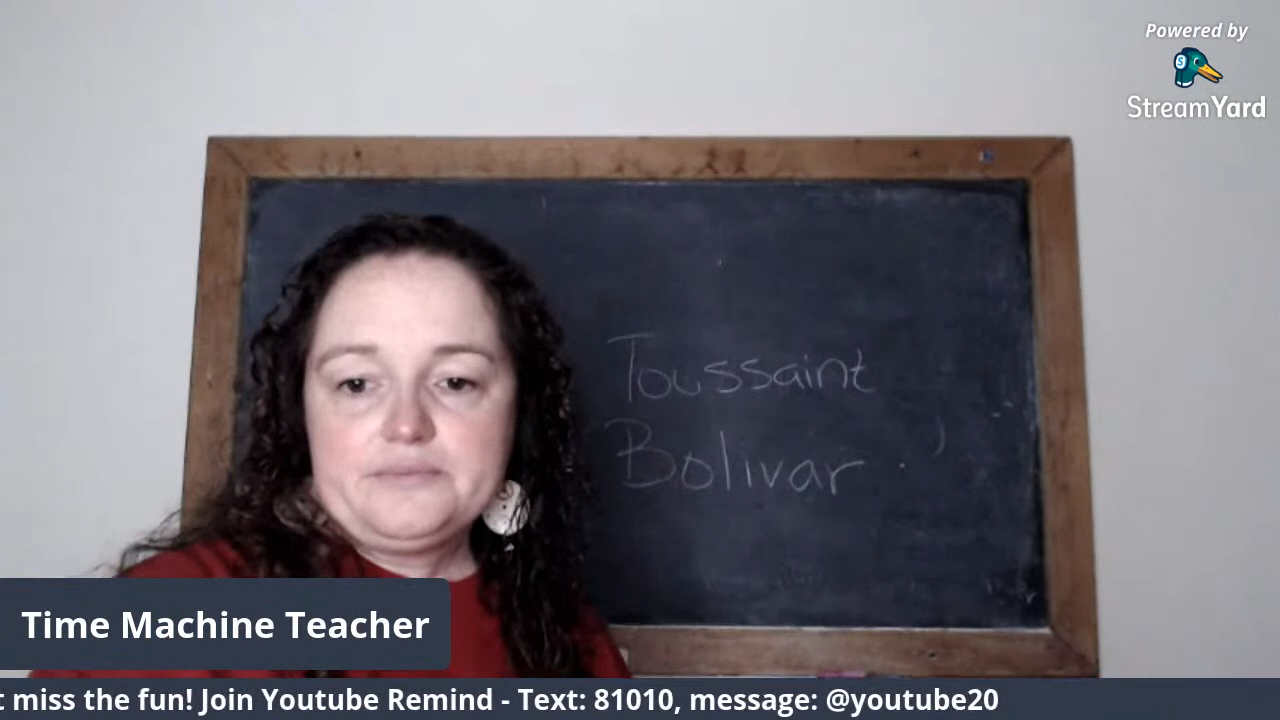 Powered by
StreamYard
Toussaint
Bolivar
Time Machine Teacher
miss the fun! Join Youtube Remind - Text: 81010, message: @youtube20